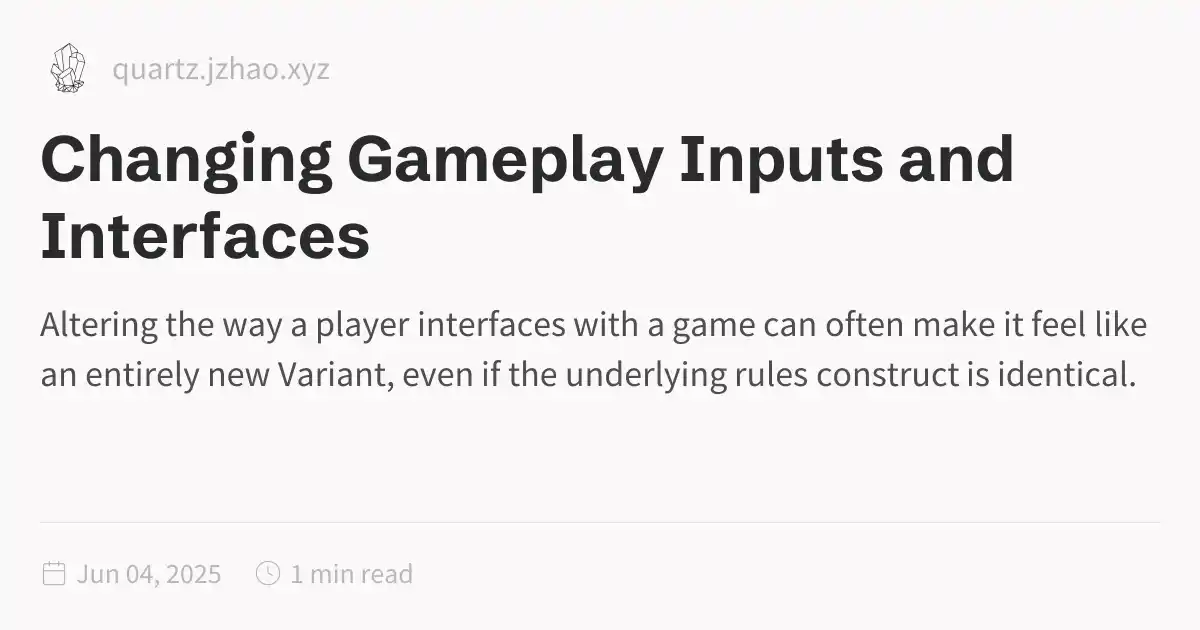 quartz.jzhao.xyz
Changing Gameplay Inputs and
Interfaces
Altering the way a player interfaces with a game can often make it feel like
an entirely new Variant, even if the underlying rules construct is identical.
Jun 04, 2025 1 min read